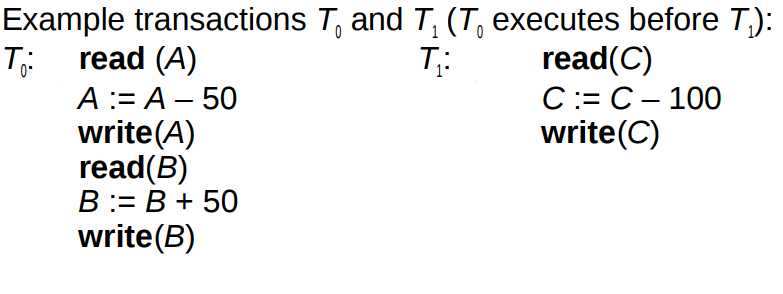 Example transactions T0 and T1 (T0 executes before T1):
T0: read (A) T1: read(C)
A := A – 50 C := C – 100
write(A) write(C)
read(B)
B := B + 50
write(B)